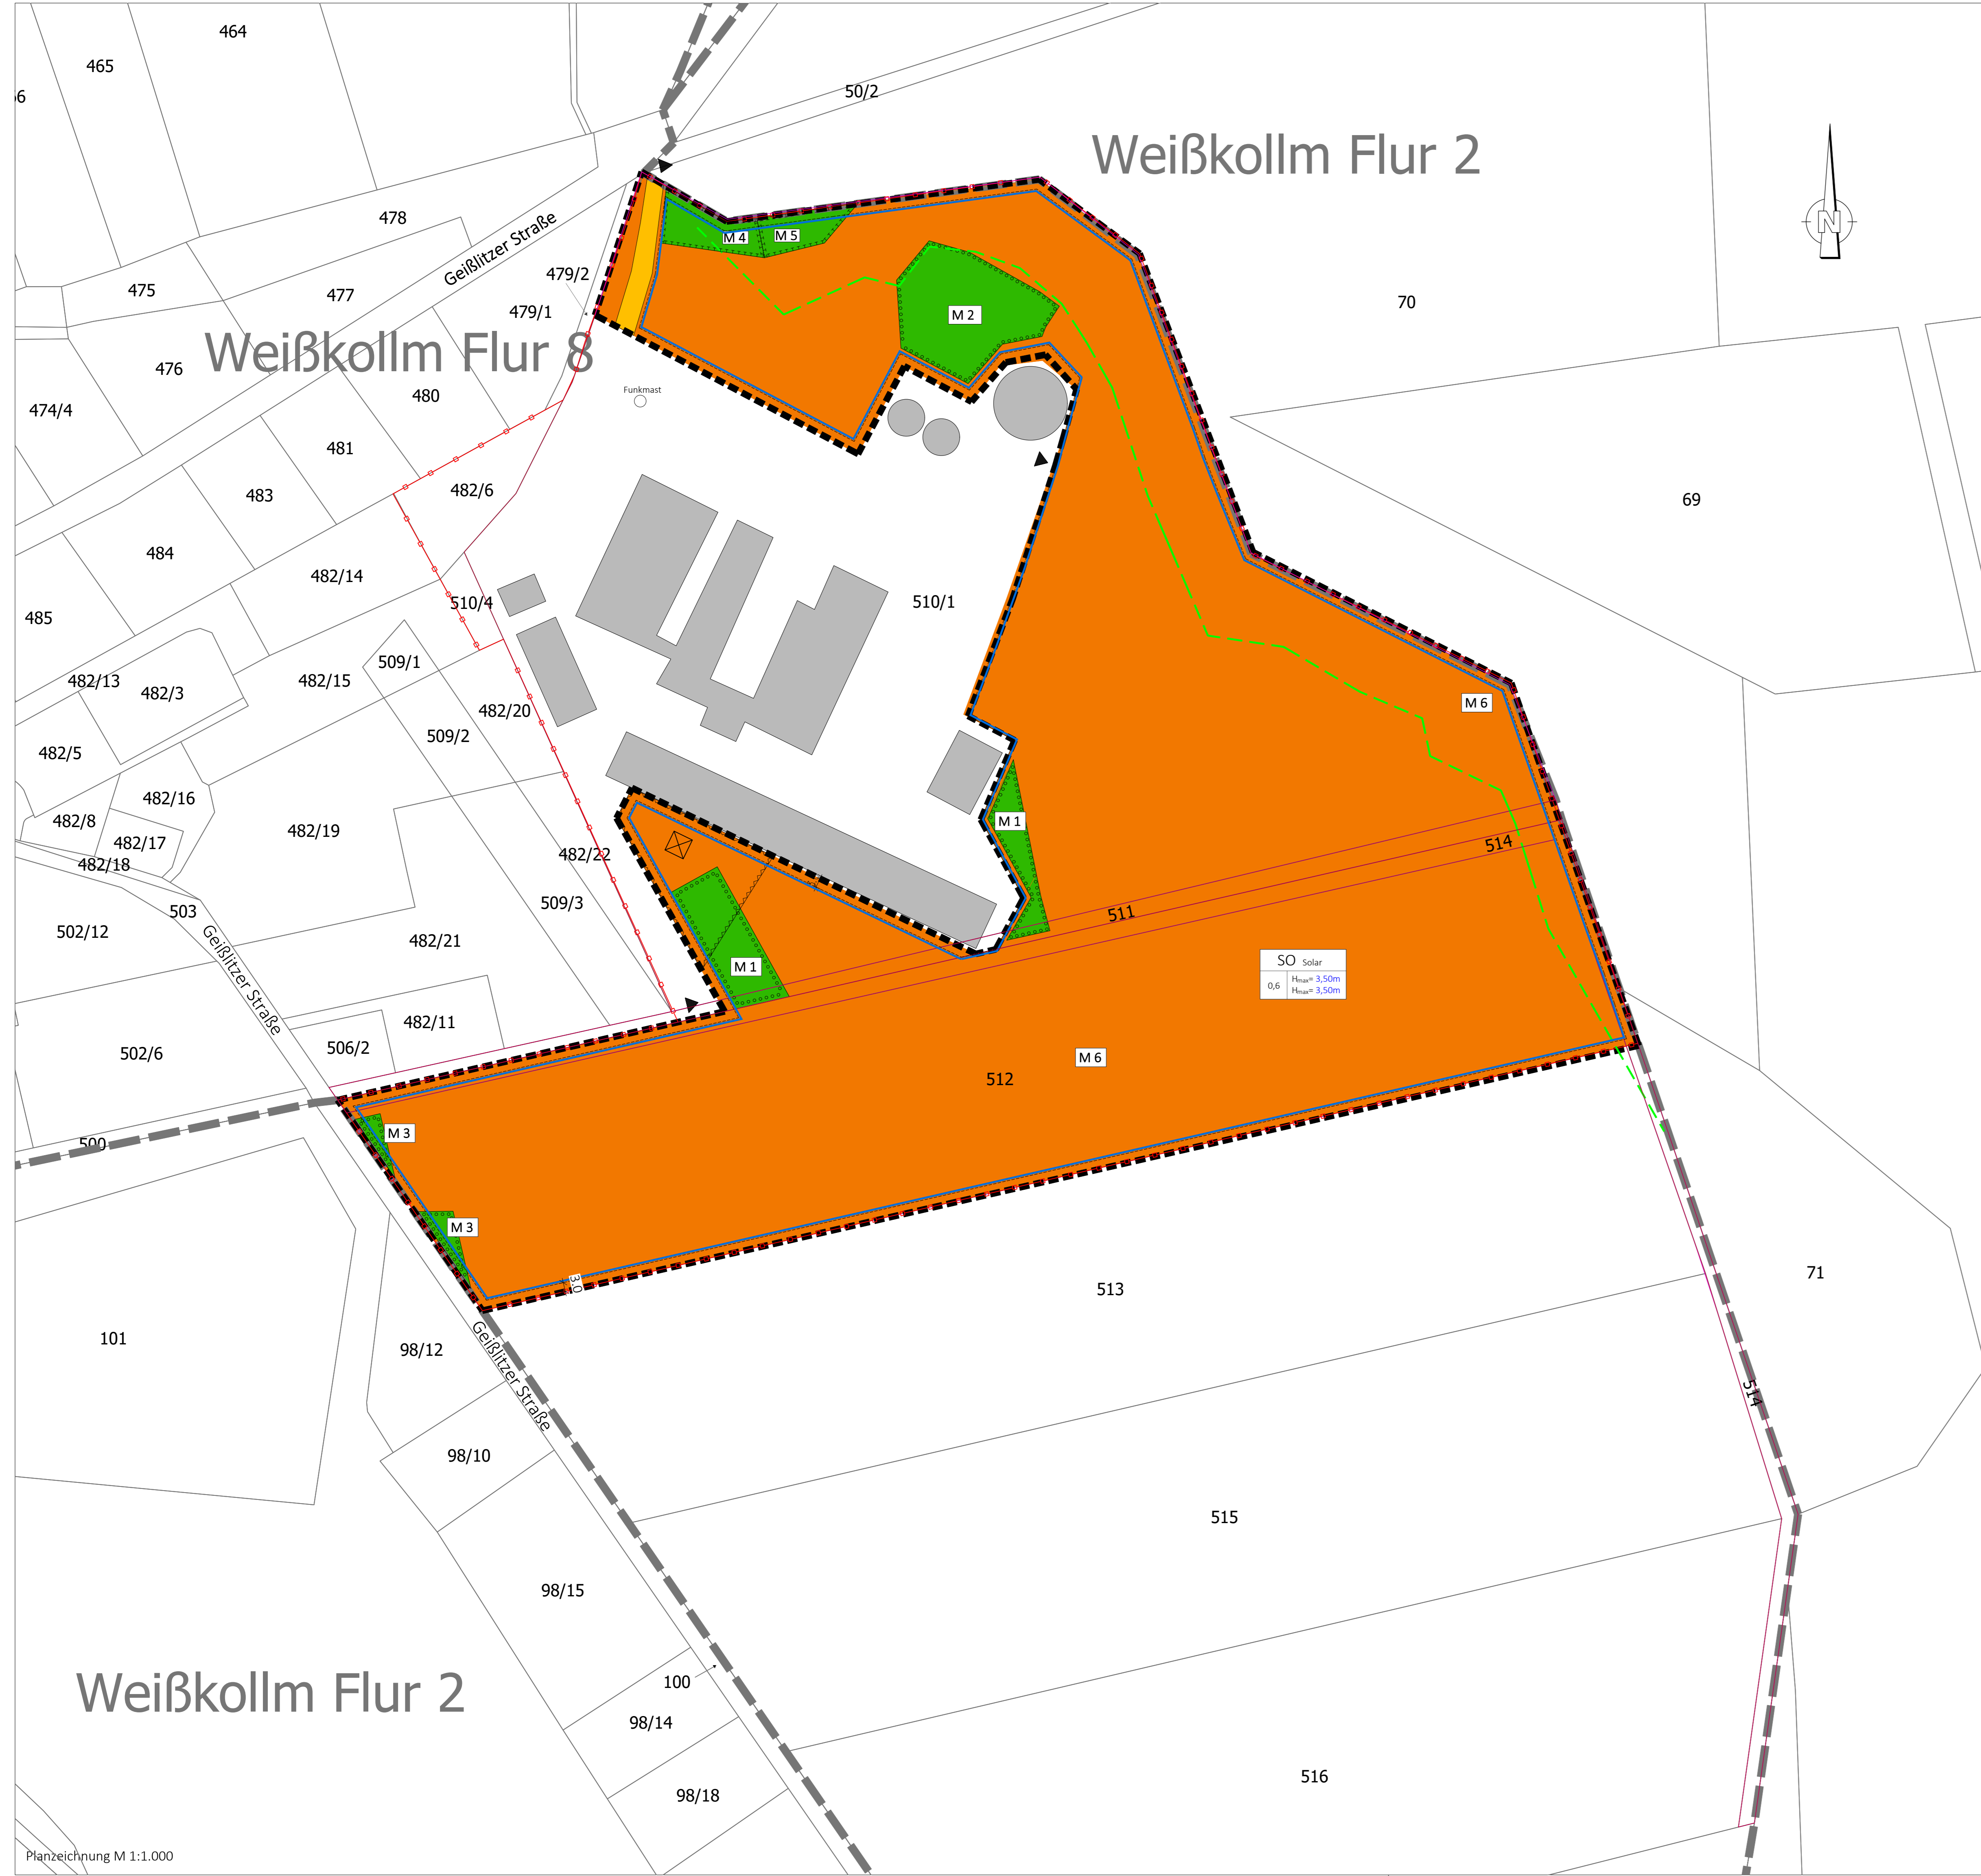 464
465
50/2
Weißkollm Flur 2
478
Geißlitzer Straße
N
479/2
475
477
70
479/1
Weißkollm Flur 8
476
480
474/4
Funkmast
M 4
M 5
M 2
481
483
482/6
69
484
482/14
510/4
510/1
485
509/1
482/13
482/3
482/15
M 6
482/20
509/2
482/5
482/16
482/8
482/19
482/17
M 1
514
482/22
482/18
503
509/3
511
502/12
482/21
Geißlitzer Straße
M 1
SO Solar
0,6
Hmax= 3,50m
Hmax= 3,50m
482/11
506/2
502/6
M 6
512
500
M 3
M 3
71
3.0
513
101
98/12
Geißlitzer Straße
514
98/10
515
98/15
100
Weißkollm Flur 2
98/14
516
98/18
Planzeichnung M 1:1.000